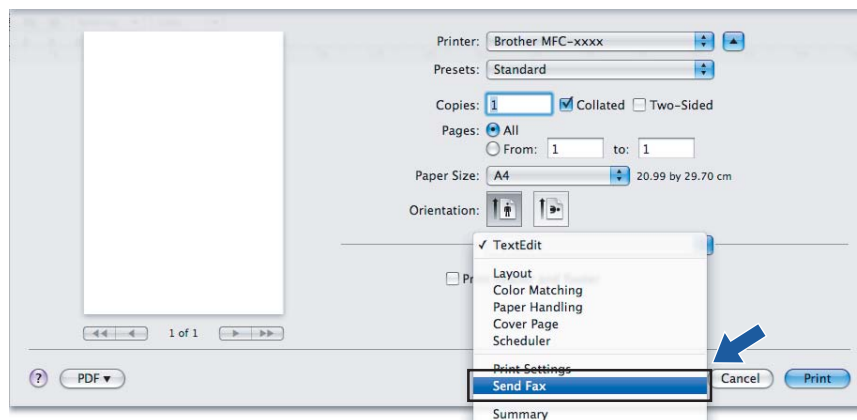 Printer: Brother MFC-xxxx
Presets: Standard
Copies: 1 Collated Two-Sided
Pages: All
From: 1 to: 1
Paper Size: A4 20.99 by 29.70 cm
Orientation:
TextEdit
Layout
Color Matching
Paper Handling
Cover Page
Scheduler
Print Settings
Send Fax
Summary
1 of 1
? PDF Cancel Print